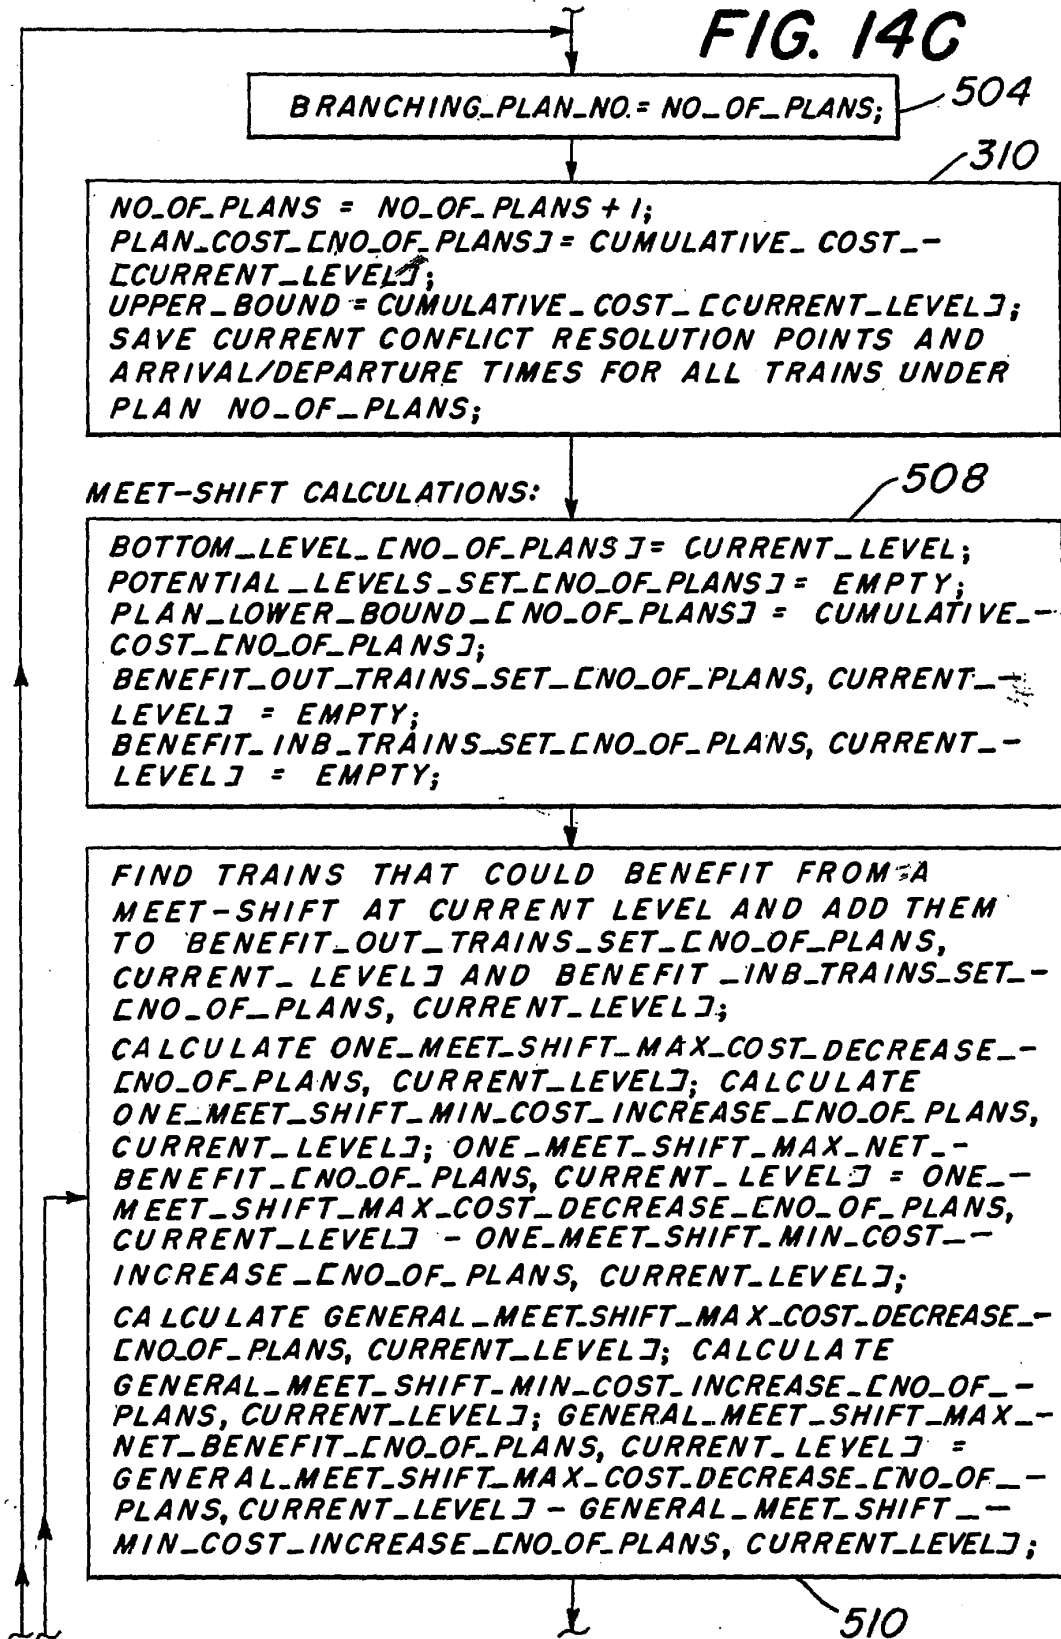 FIG. 14C
BRANCHING_PLAN_NO. = NO_OF_PLANS;
504
310
NO_OF_PLANS = NO_OF_PLANS + 1;
PLAN_COST_[NO_OF_PLANS] = CUMULATIVE_COST_-
[CURRENT_LEVEL];
UPPER_BOUND = CUMULATIVE_COST_[CURRENT_LEVEL];
SAVE CURRENT CONFLICT RESOLUTION POINTS AND
ARRIVAL/DEPARTURE TIMES FOR ALL TRAINS UNDER
PLAN NO_OF_PLANS;
MEET-SHIFT CALCULATIONS:
508
BOTTOM_LEVEL_[NO_OF_PLANS] = CURRENT_LEVEL;
POTENTIAL_LEVELS_SET_[NO_OF_PLANS] = EMPTY;
PLAN_LOWER_BOUND_[NO_OF_PLANS] = CUMULATIVE_-
COST_[NO_OF_PLANS];
BENEFIT_OUT_TRAINS_SET_[NO_OF_PLANS, CURRENT_-
LEVEL] = EMPTY;
BENEFIT_INB_TRAINS_SET_[NO_OF_PLANS, CURRENT_-
LEVEL] = EMPTY;
FIND TRAINS THAT COULD BENEFIT FROM A
MEET-SHIFT AT CURRENT LEVEL AND ADD THEM
TO BENEFIT_OUT_TRAINS_SET_[NO_OF_PLANS,
CURRENT_LEVEL] AND BENEFIT_INB_TRAINS_SET_-
[NO_OF_PLANS, CURRENT_LEVEL];
CALCULATE ONE_MEET_SHIFT_MAX_COST_DECREASE_-
[NO_OF_PLANS, CURRENT_LEVEL]; CALCULATE
ONE_MEET_SHIFT_MIN_COST_INCREASE_[NO_OF_PLANS,
CURRENT_LEVEL]; ONE_MEET_SHIFT_MAX_NET_-
BENEFIT_[NO_OF_PLANS, CURRENT_LEVEL] = ONE_-
MEET_SHIFT_MAX_COST_DECREASE_[NO_OF_PLANS,
CURRENT_LEVEL] - ONE_MEET_SHIFT_MIN_COST_-
INCREASE_[NO_OF_PLANS, CURRENT_LEVEL];
CALCULATE GENERAL_MEET_SHIFT_MAX_COST_DECREASE_-
[NO_OF_PLANS, CURRENT_LEVEL]; CALCULATE
GENERAL_MEET_SHIFT-MIN_COST_INCREASE_[NO_OF_-
PLANS, CURRENT_LEVEL]; GENERAL_MEET_SHIFT_MAX_-
NET_BENEFIT_[NO_OF_PLANS, CURRENT_LEVEL] =
GENERAL_MEET_SHIFT_MAX_COST_DECREASE_[NO_OF_-
PLANS, CURRENT_LEVEL] - GENERAL_MEET_SHIFT_-
MIN_COST_INCREASE_[NO_OF_PLANS, CURRENT_LEVEL];
510